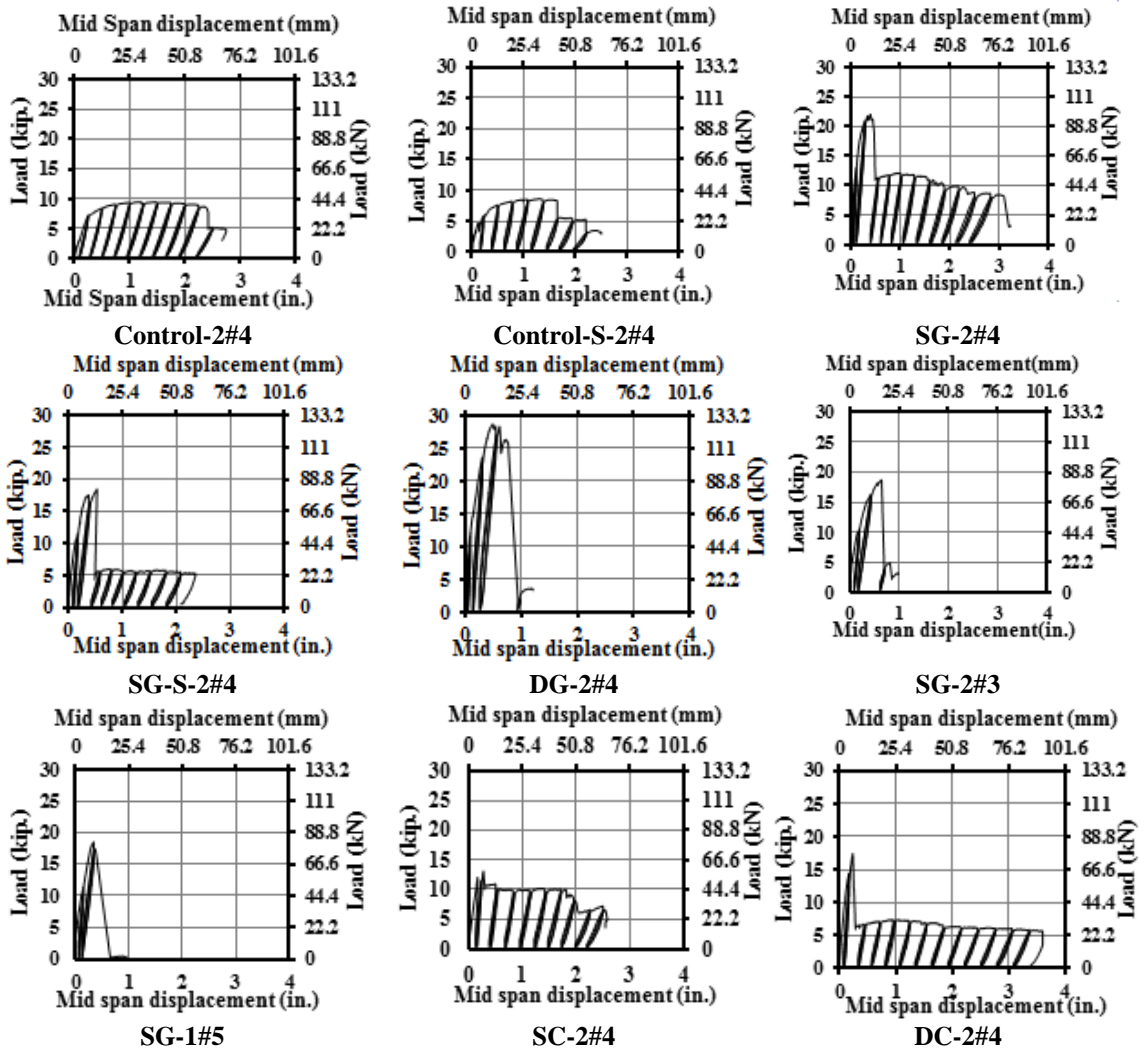 Mid Span displacement (mm)
0 25.4 50.8 76.2 101.6
30 25 20 15 10 5 0
Load (kip.)
133.2 111 88.8 66.6 44.4 22.2 0
Load (kN)
0 1 2 3 4
Mid Span displacement (in.)
Control-2#4
Mid Span displacement (mm)
0 25.4 50.8 76.2 101.6
30 25 20 15 10 5 0
Load (kip.)
133.2 111 88.8 66.6 44.4 22.2 0
Load (kN)
0 1 2 3 4
Mid span displacement (in.)
Control-S-2#4
Mid Span displacement (mm)
0 25.4 50.8 76.2 101.6
30 25 20 15 10 5 0
Load (kip.)
133.2 111 88.8 66.6 44.4 22.2 0
Load (kN)
0 1 2 3 4
Mid span displacement (in.)
SG-2#4
Mid span displacement (mm)
0 25.4 50.8 76.2 101.6
30 25 20 15 10 5 0
Load (kip.)
133.2 111 88.8 66.6 44.4 22.2 0
Load (kN)
0 1 2 3 4
Mid span displacement (in.)
SG-S-2#4
Mid span displacement (mm)
0 25.4 50.8 76.2 101.6
30 25 20 15 10 5 0
Load (kip.)
133.2 111 88.8 66.6 44.4 22.2 0
Load (kN)
0 1 2 3 4
Mid span displacement (in.)
DG-2#4
Mid span displacement(mm)
0 25.4 50.8 76.2 101.6
30 25 20 15 10 5 0
Load (kip.)
133.2 111 88.8 66.6 44.4 22.2 0
Load (kN)
0 1 2 3 4
Mid span displacement(in.)
SG-2#3
Mid span displacement (mm)
0 25.4 50.8 76.2 101.6
30 25 20 15 10 5 0
Load (kip.)
133.2 111 88.8 66.6 44.4 22.2 0
Load (kN)
0 1 2 3 4
Mid span displacement (in.)
SG-1#5
Mid span displacement (mm)
0 25.4 50.8 76.2 101.6
30 25 20 15 10 5 0
Load (kip.)
133.2 111 88.8 66.6 44.4 22.2 0
Load (kN)
0 1 2 3 4
Mid span displacement (in.)
SC-2#4
Mid span displacement (mm)
0 25.4 50.8 76.2 101.6
30 25 20 15 10 5 0
Load (kip.)
133.2 111 88.8 66.6 44.4 22.2 0
Load (kN)
0 1 2 3 4
Mid span displacement (in.)
DC-2#4